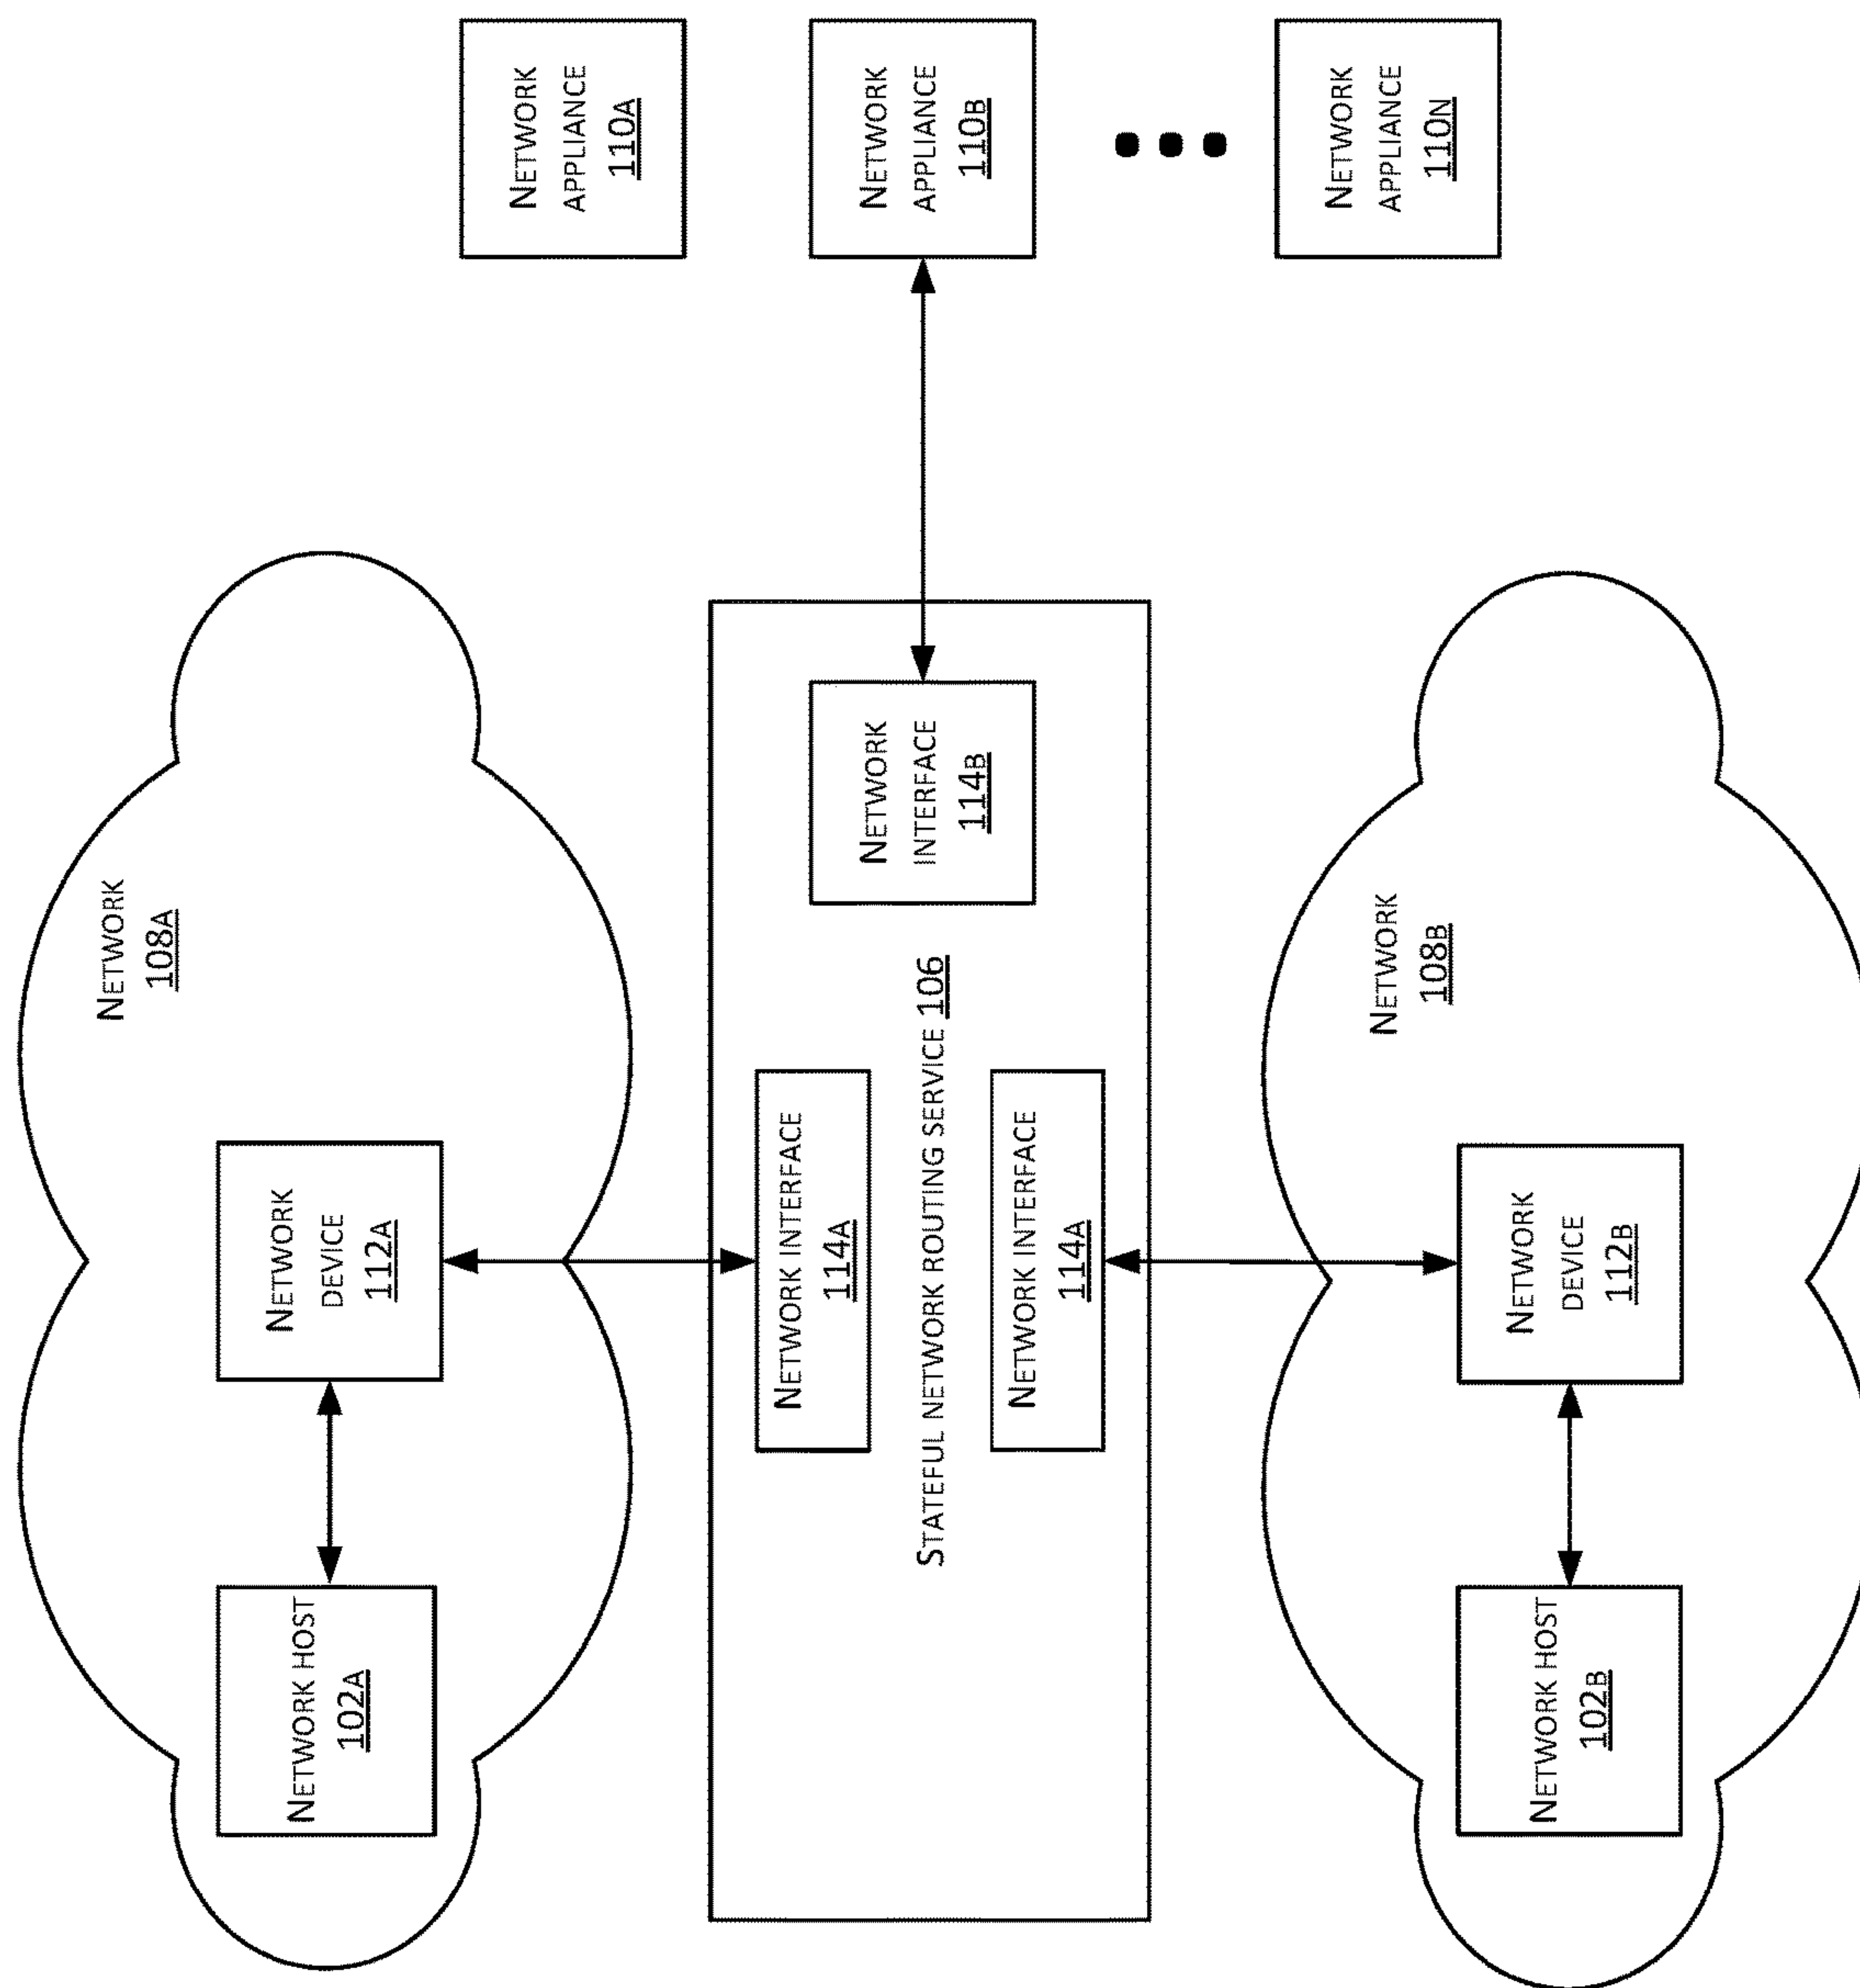 NETWORK
APPLIANCE
110A
NETWORK
APPLIANCE
110B
NETWORK
APPLIANCE
110N
NETWORK
108A
NETWORK
DEVICE
112A
NETWORK HOST
102A
NETWORK
INTERFACE
114B
STATEFUL NETWORK ROUTING SERVICE 106
NETWORK INTERFACE
114A
NETWORK INTERFACE
114A
NETWORK
108B
NETWORK
DEVICE
112B
NETWORK HOST
102B